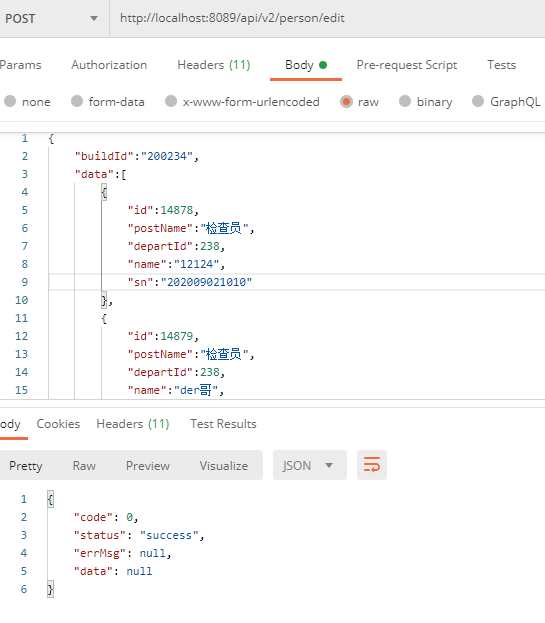 POST http://localhost:8089/api/v2/person/edit
Params Authorization Headers (11) Body Pre-request Script Tests
none form-data x-www-form-urlencoded raw binary GraphQL
1 {
2 "buildId":"200234",
3 "data":[
4 {
5 "id":14878,
6 "postName":"检查员",
7 "departId":238,
8 "name":"12124",
9 "sn":"202009021010"
10 },
11 {
12 "id":14879,
13 "postName":"检查员",
14 "departId":238,
15 "name":"der哥",
ody Cookies Headers (11) Test Results
Pretty Raw Preview Visualize JSON
1 {
2 "code": 0,
3 "status": "success",
4 "errMsg": null,
5 "data": null
6 }